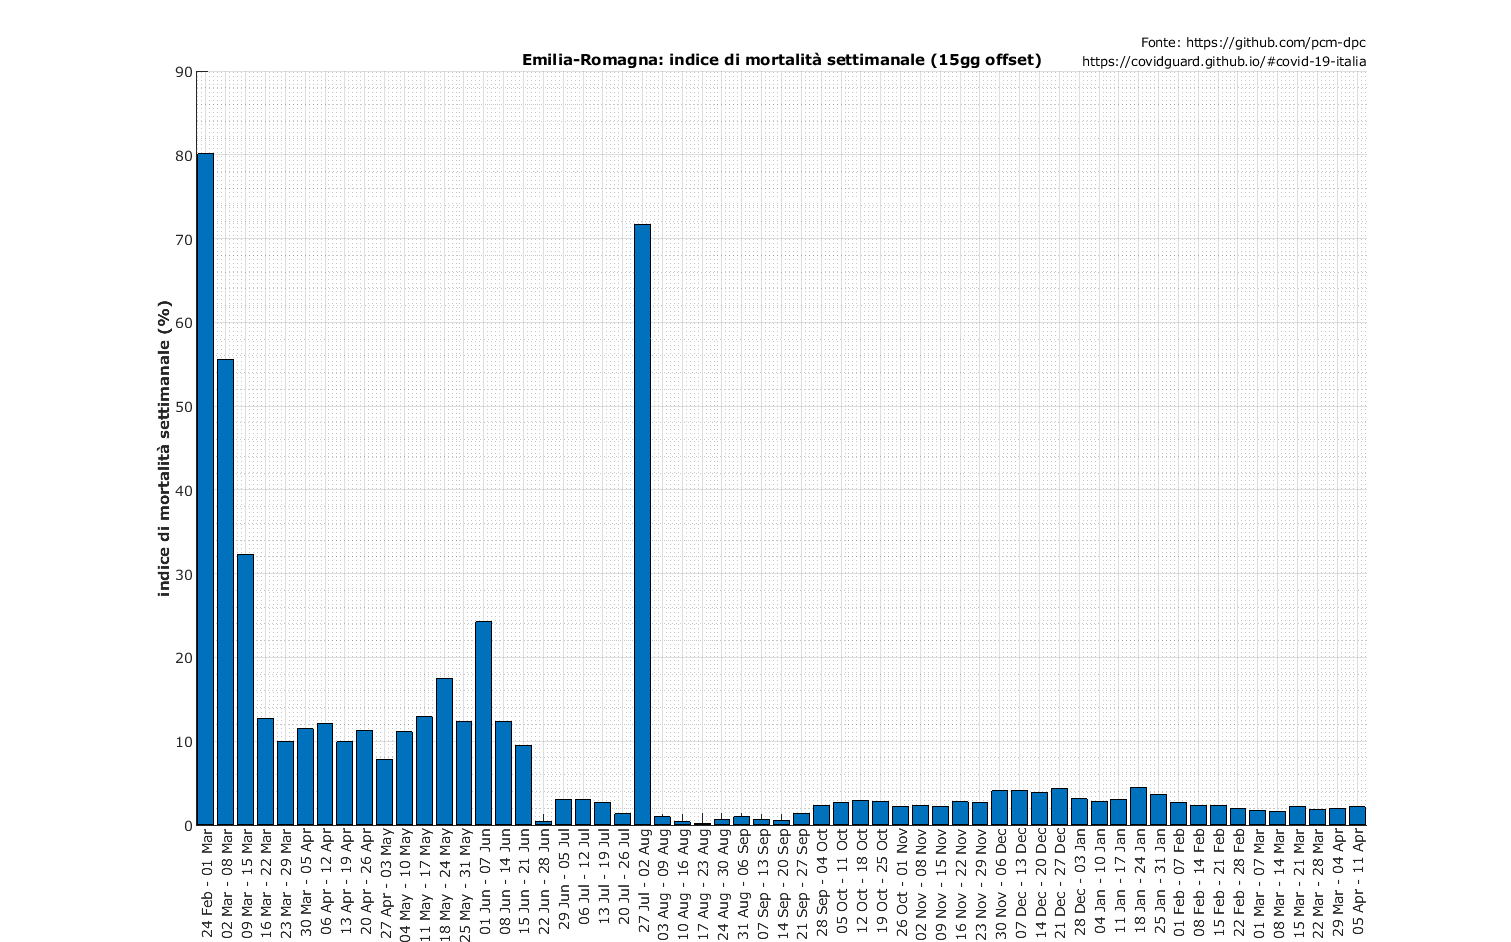 Fonte: https://github.com/pcm-dpc
Emilia-Romagna: indice di mortalità settimanale (15gg offset)
https://covidguard.github.io/#covid-19-italia
indice di mortalità settimanale (%)
90
80
70
60
50
40
30
20
10
0
24 Feb - 01 Mar
02 Mar - 08 Mar
09 Mar - 15 Mar
16 Mar - 22 Mar
23 Mar - 29 Mar
30 Mar - 05 Apr
06 Apr - 12 Apr
13 Apr - 19 Apr
20 Apr - 26 Apr
27 Apr - 03 May
04 May - 10 May
11 May - 17 May
18 May - 24 May
25 May - 31 May
01 Jun - 07 Jun
08 Jun - 14 Jun
15 Jun - 21 Jun
22 Jun - 28 Jun
29 Jun - 05 Jul
06 Jul - 12 Jul
13 Jul - 19 Jul
20 Jul - 26 Jul
27 Jul - 02 Aug
03 Aug - 09 Aug
10 Aug - 16 Aug
17 Aug - 23 Aug
24 Aug - 30 Aug
31 Aug - 06 Sep
07 Sep - 13 Sep
14 Sep - 20 Sep
21 Sep - 27 Sep
28 Sep - 04 Oct
05 Oct - 11 Oct
12 Oct - 18 Oct
19 Oct - 25 Oct
26 Oct - 01 Nov
02 Nov - 08 Nov
09 Nov - 15 Nov
16 Nov - 22 Nov
23 Nov - 29 Nov
30 Nov - 06 Dec
07 Dec - 13 Dec
14 Dec - 20 Dec
21 Dec - 27 Dec
28 Dec - 03 Jan
04 Jan - 10 Jan
11 Jan - 17 Jan
18 Jan - 24 Jan
25 Jan - 31 Jan
01 Feb - 07 Feb
08 Feb - 14 Feb
15 Feb - 21 Feb
22 Feb - 28 Feb
01 Mar - 07 Mar
08 Mar - 14 Mar
15 Mar - 21 Mar
22 Mar - 28 Mar
29 Mar - 04 Apr
05 Apr - 11 Apr